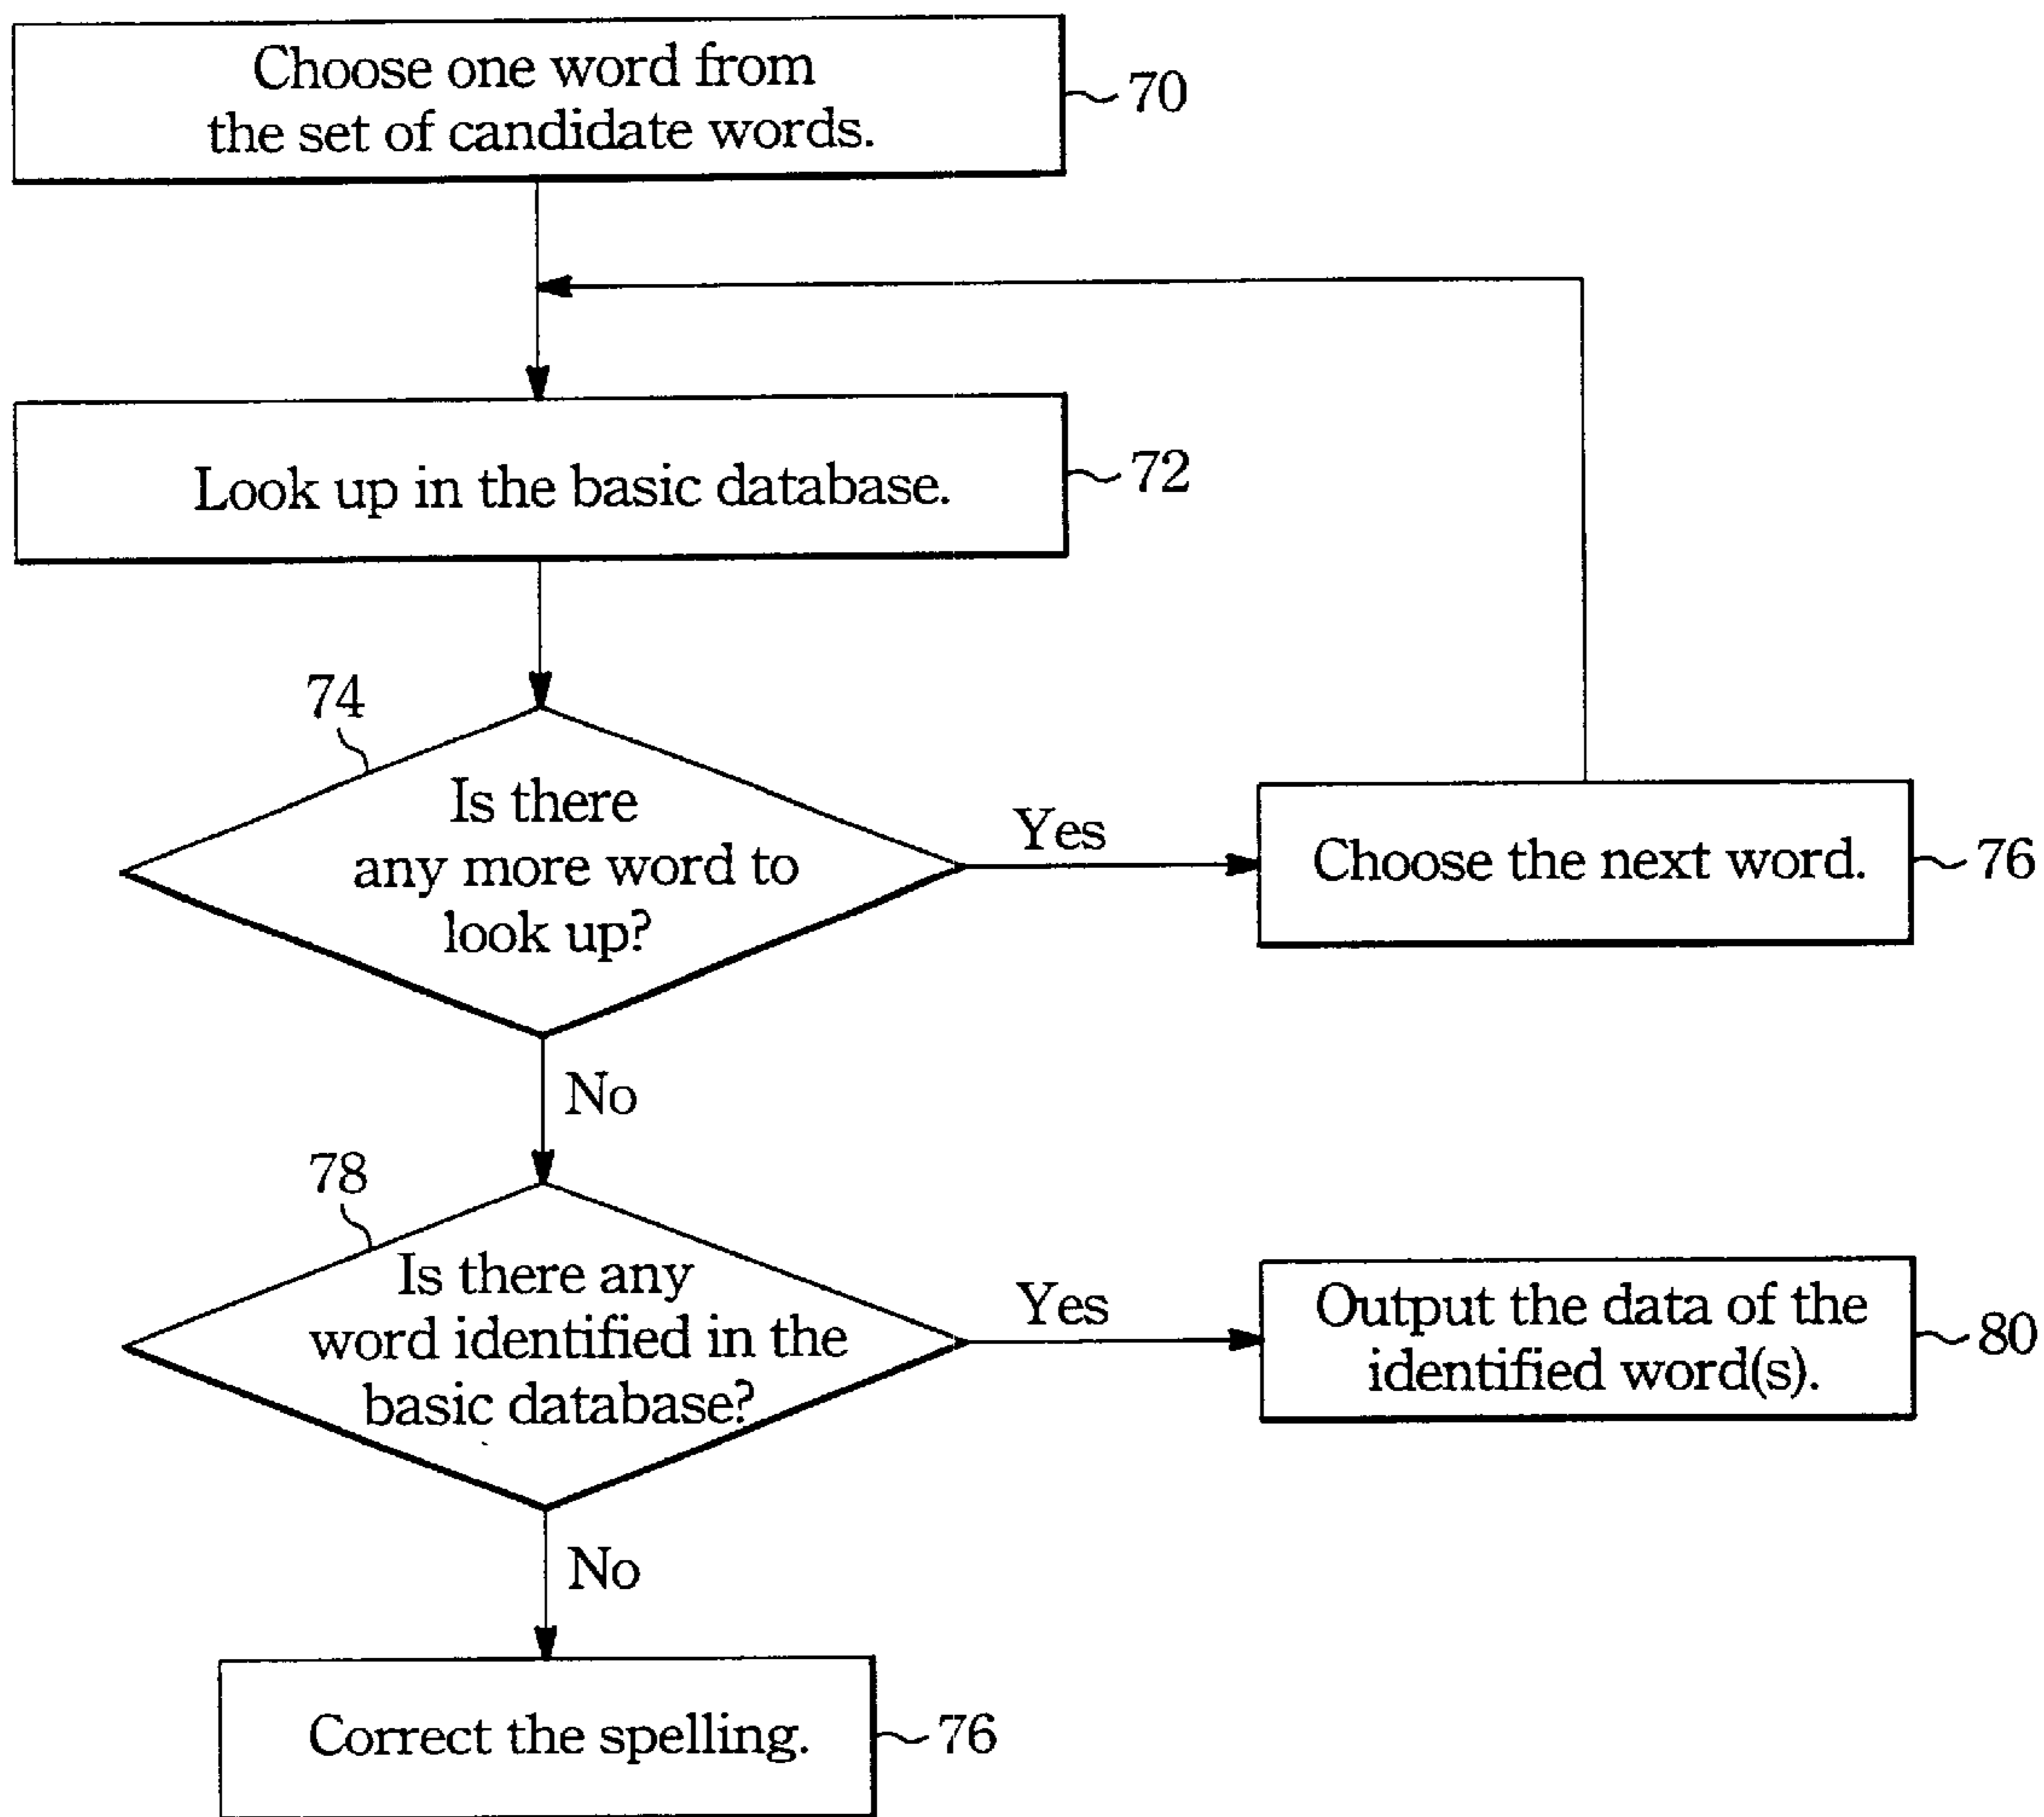 Choose one word from
the set of candidate words.
70
Look up in the basic database.
72
74
Is there
any more word to
look up?
Yes
Choose the next word.
76
No
78
Is there any
word identified in the
basic database?
Yes
Output the data of the
identified word(s).
80
No
Correct the spelling.
76